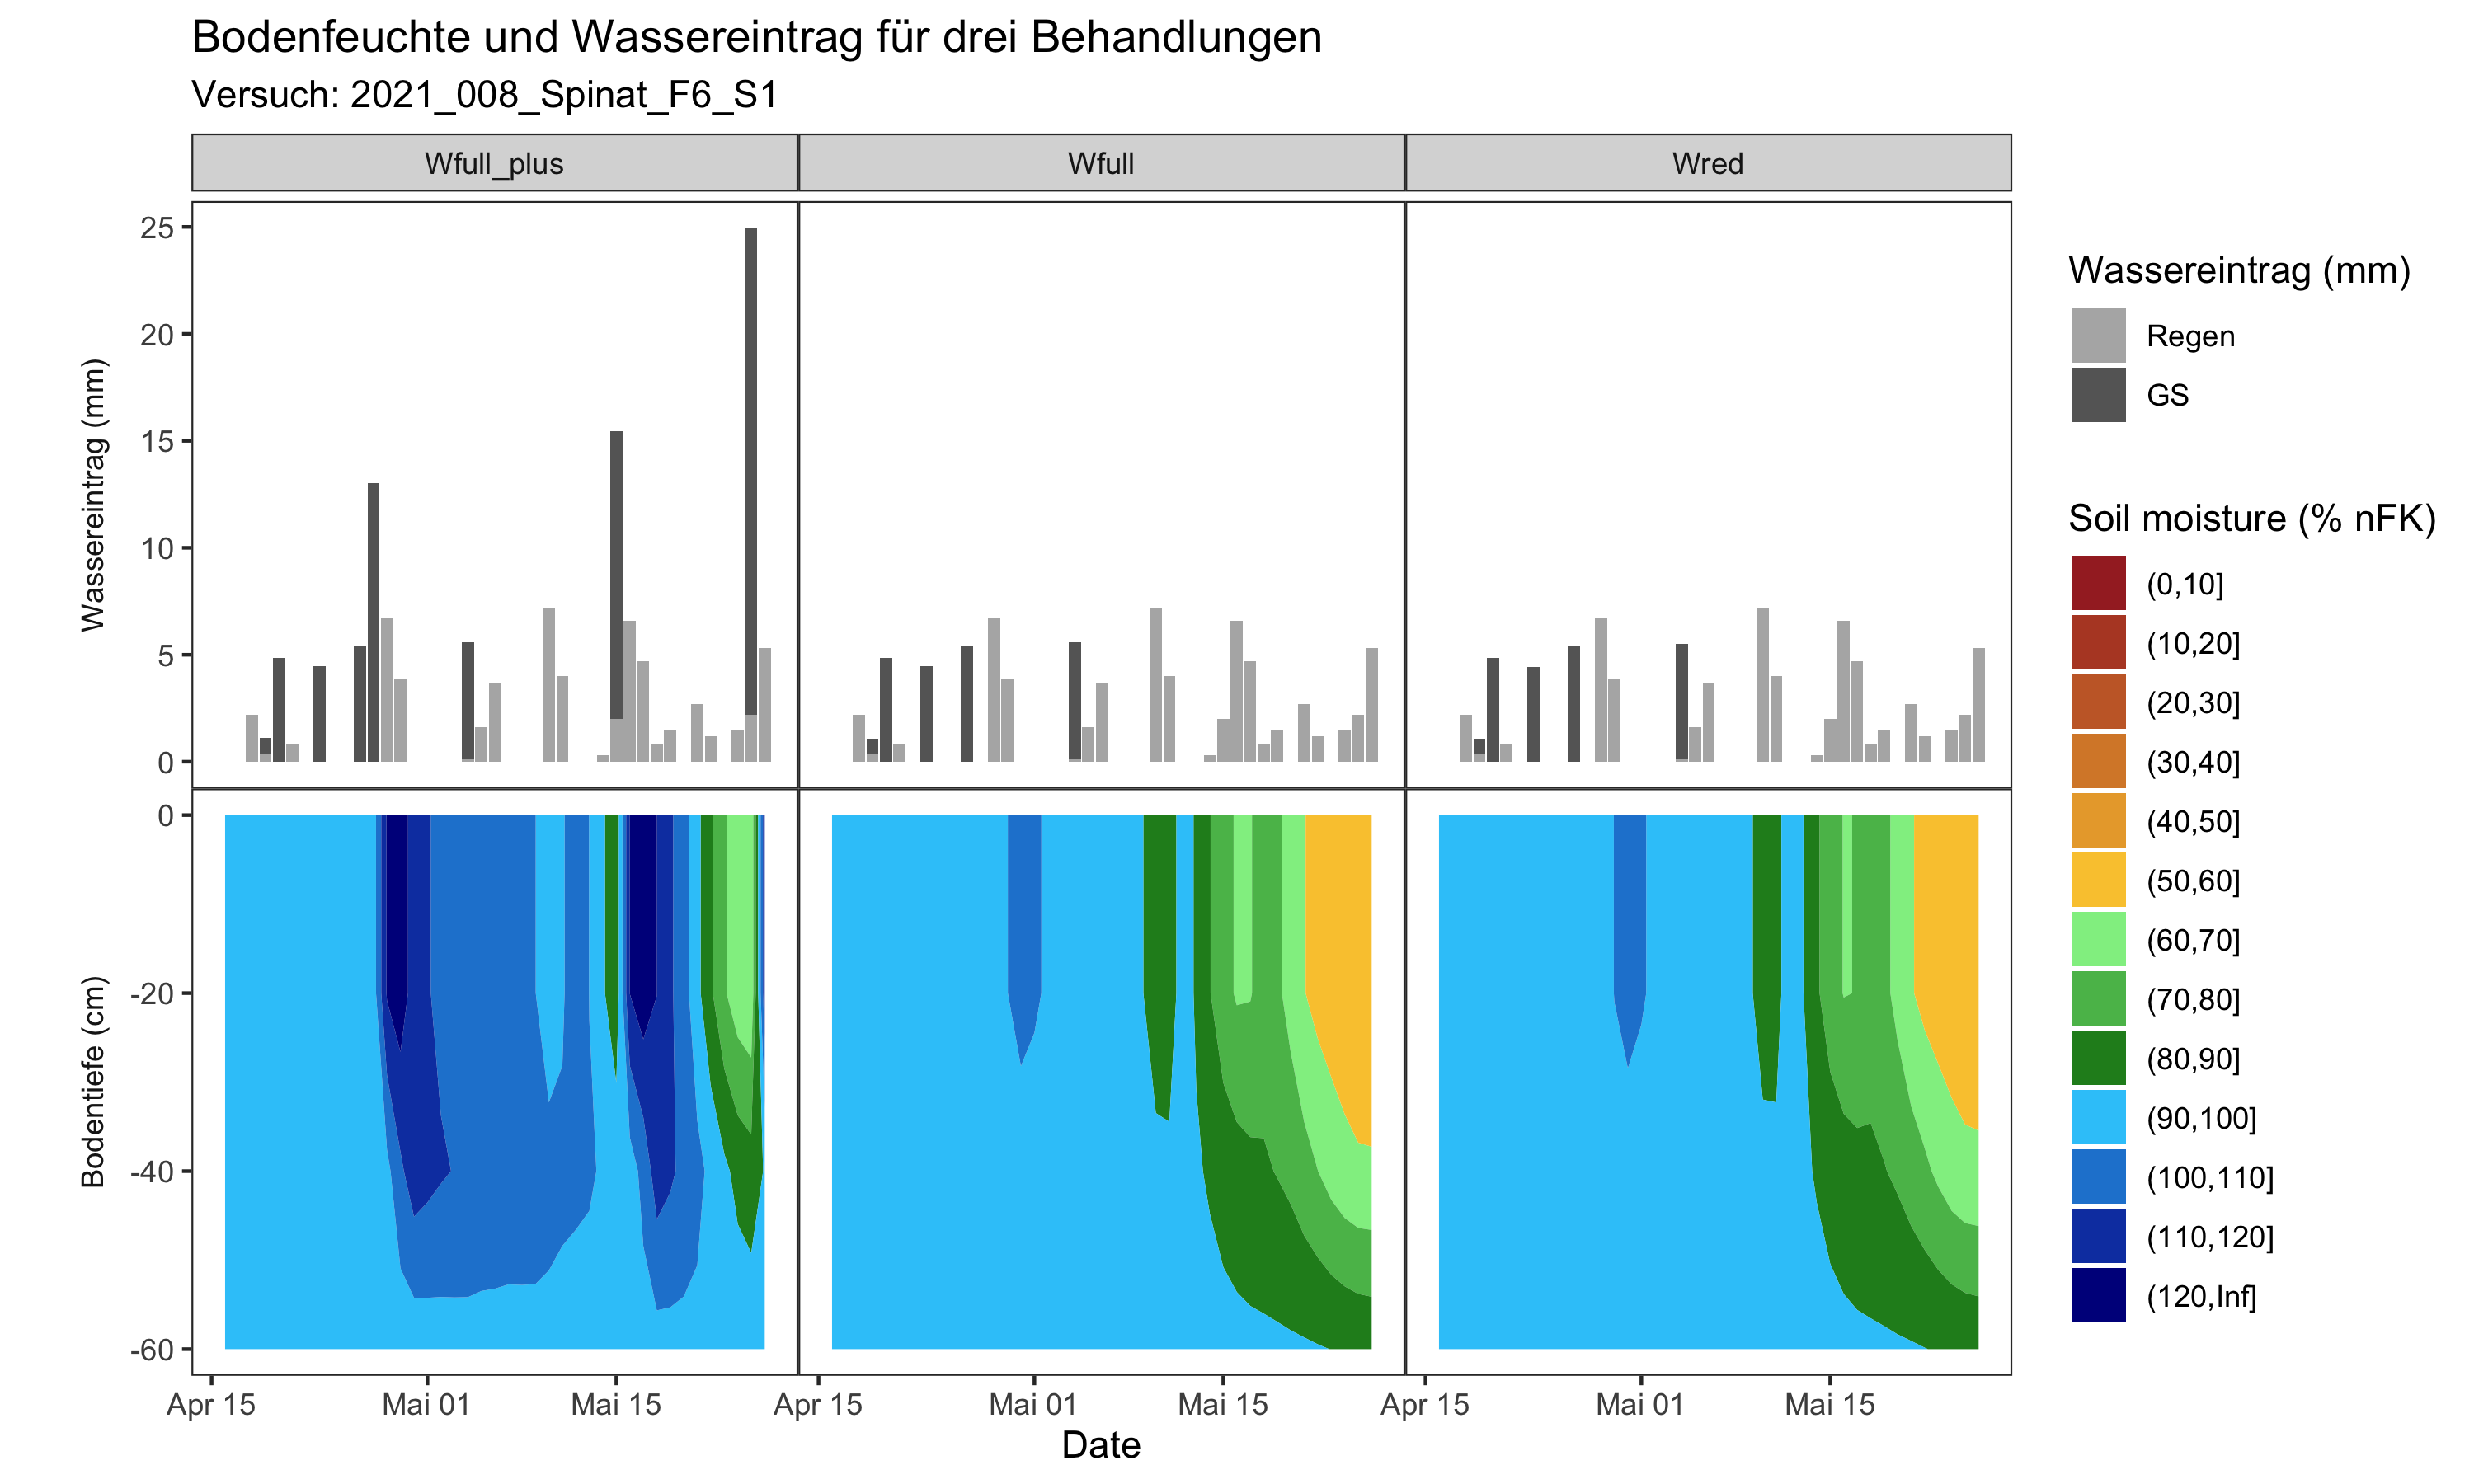 Bodenfeuchte und Wassereintrag für drei Behandlungen
Versuch: 2021_008_Spinat_F6_S1
Wfull_plus
Wfull
Wred
Wassereintrag (mm)
25
20
15
10
5
0
Bodentiefe (cm)
0
-20
-40
-60
Apr 15
Mai 01
Mai 15
Apr 15
Mai 01
Mai 15
Apr 15
Mai 01
Mai 15
Date
Wassereintrag (mm)
Regen
GS
Soil moisture (% nFK)
(0,10]
(10,20]
(20,30]
(30,40]
(40,50]
(50,60]
(60,70]
(70,80]
(80,90]
(90,100]
(100,110]
(110,120]
(120,Inf]